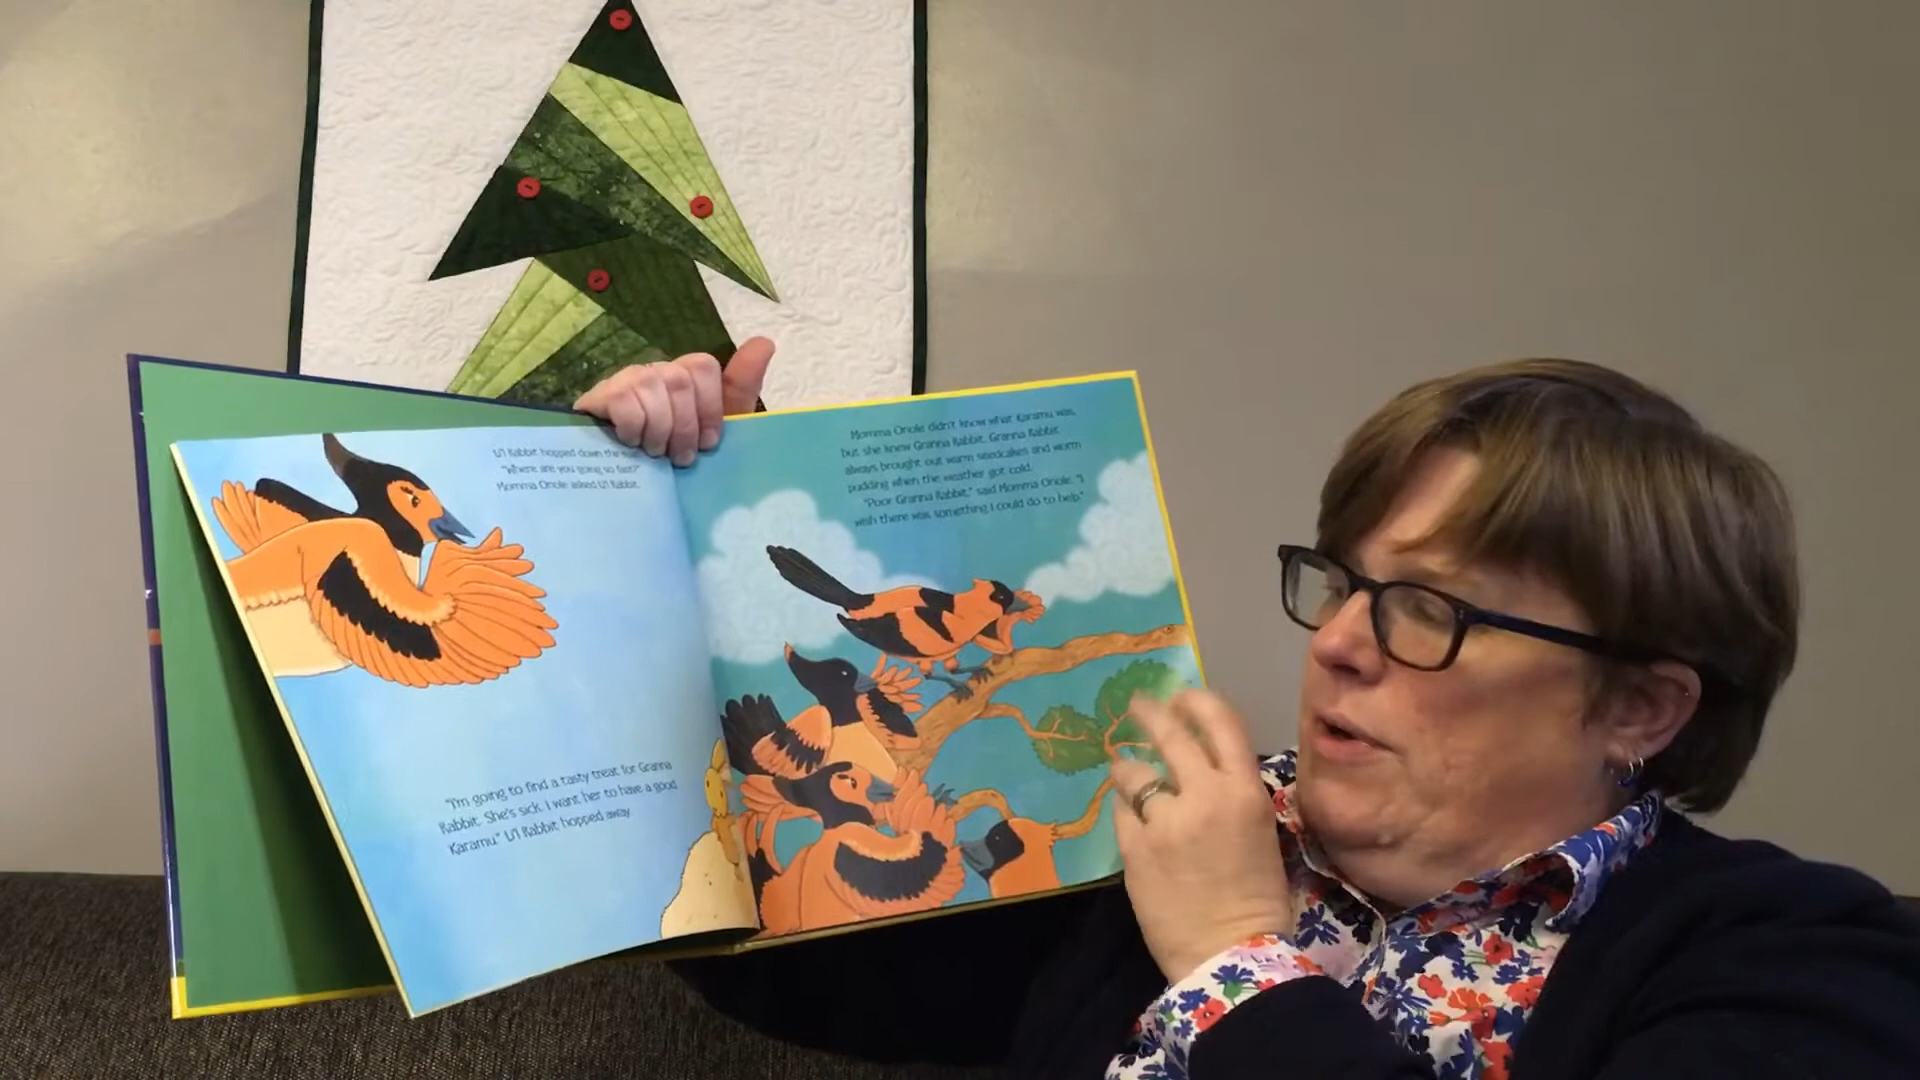 Li'l Rabbit hopped down the
"Where are you going so fast?"
Momma Oriole asked Li'l Rabbit.
"I'm going to find a tasty treat for Granna
Rabbit. She's sick. I want her to have a good
Karamu." Li'l Rabbit hopped away.
Momma Oriole didn't know what Karamu was,
but she knew Granna Rabbit. Granna Rabbit
always brought out warm seedcakes and worm
pudding when the weather got cold.
"Poor Granna Rabbit," said Momma Oriole. "I
wish there was something I could do to help."